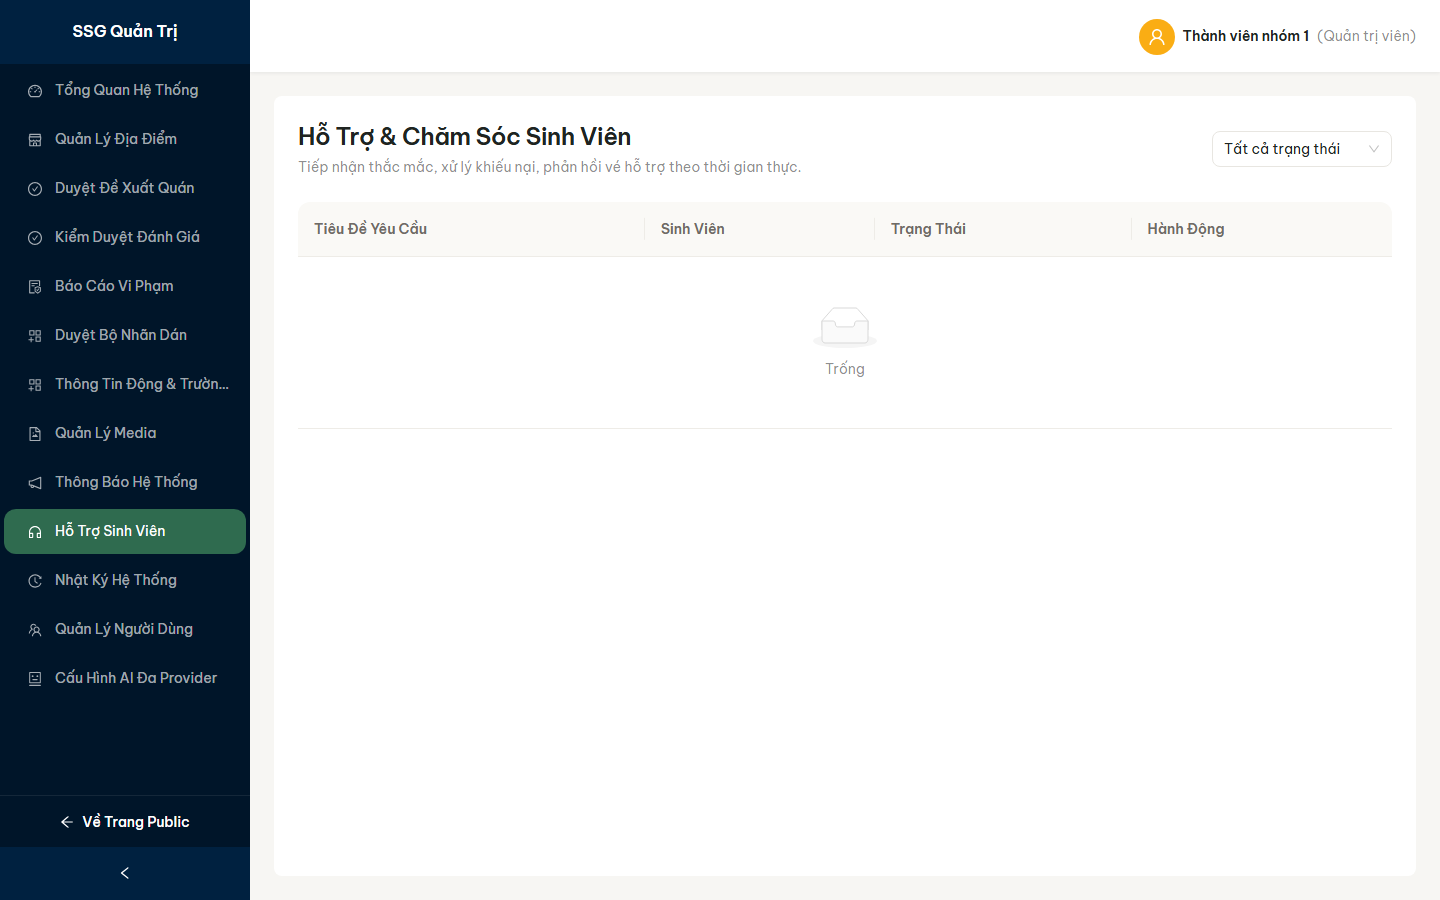 SSG Quản Trị
Thành viên nhóm 1 (Quản trị viên)
Tổng Quan Hệ Thống
Quản Lý Địa Điểm
Duyệt Đề Xuất Quán
Kiểm Duyệt Đánh Giá
Báo Cáo Vi Phạm
Duyệt Bộ Nhãn Dán
Thông Tin Động & Trườn...
Quản Lý Media
Thông Báo Hệ Thống
Hỗ Trợ Sinh Viên
Nhật Ký Hệ Thống
Quản Lý Người Dùng
Cấu Hình AI Đa Provider
Về Trang Public
Hỗ Trợ & Chăm Sóc Sinh Viên
Tiếp nhận thắc mắc, xử lý khiếu nại, phản hồi vé hỗ trợ theo thời gian thực.
Tất cả trạng thái
Tiêu Đề Yêu Cầu Sinh Viên Trạng Thái Hành Động
Trống